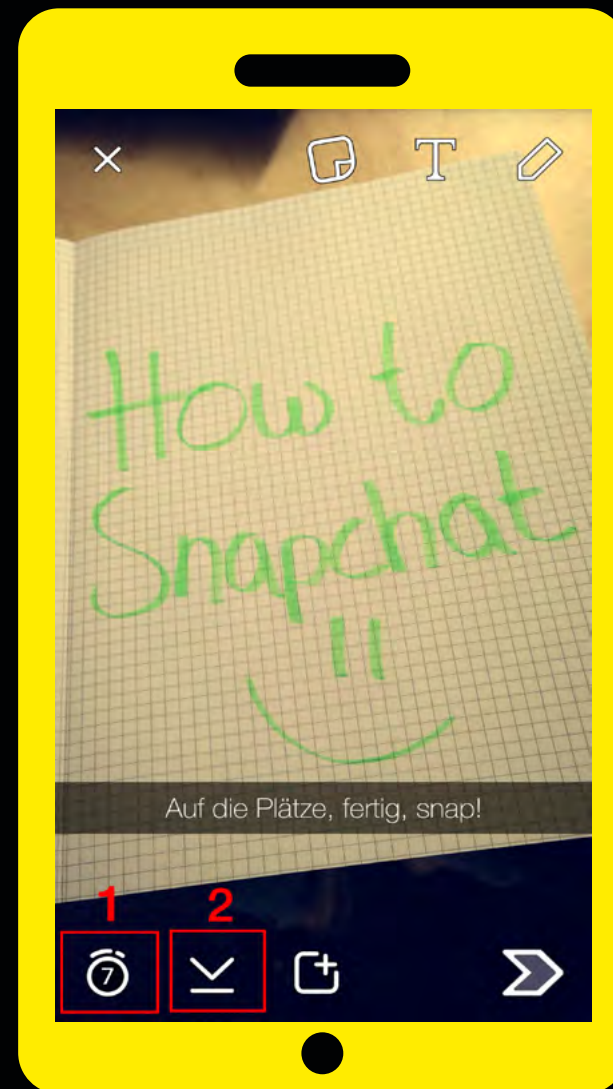 T
How to
Snapchat
Auf die Plätze, fertig, snap!
1 2
7